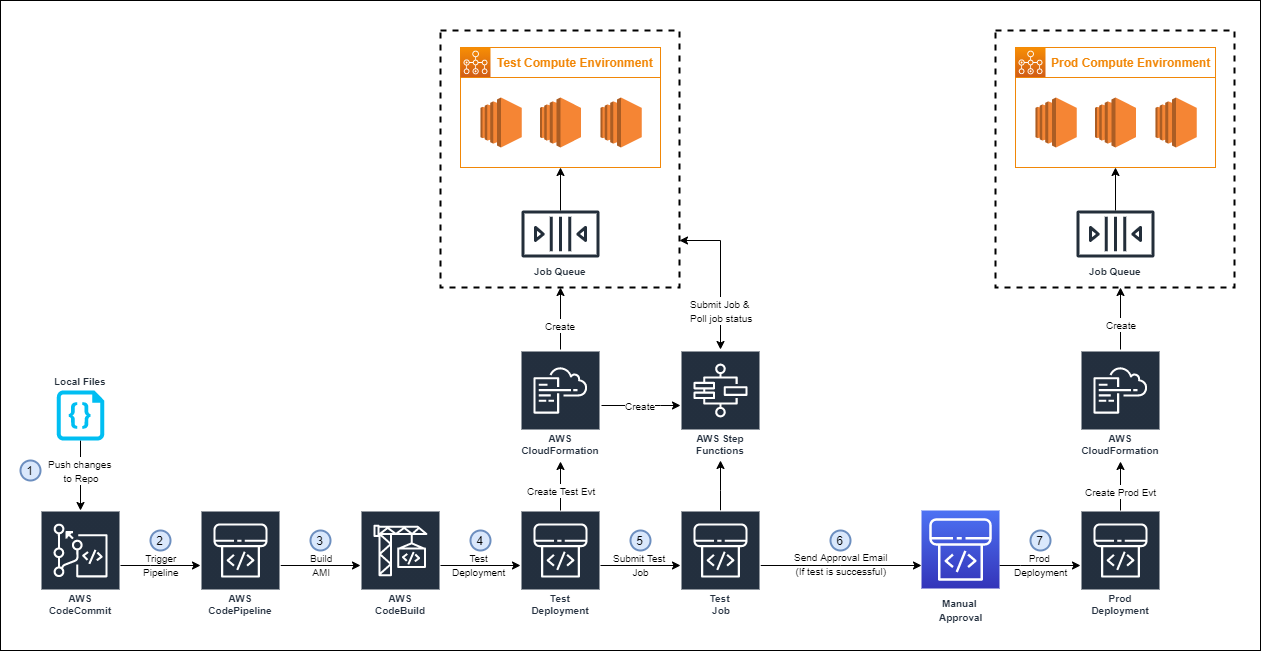 Test Compute Environment
Prod Compute Environment
Job Queue
Job Queue
Submit Job &
Poll job status
Create
Create
Local Files
{}
Create
AWS
CloudFormation
AWS Step
Functions
AWS
CloudFormation
1
Push changes
to Repo
Create Test Evt
Create Prod Evt
2
Trigger
Pipeline
3
Build
AMI
4
Test
Deployment
5
Submit Test
Job
6
Send Approval Email
(If test is successful)
7
Prod
Deployment
</>
</>
</>
</>
</>
</>
</>
AWS
CodeCommit
AWS
CodePipeline
AWS
CodeBuild
Test
Deployment
Test
Job
Manual
Approval
Prod
Deployment